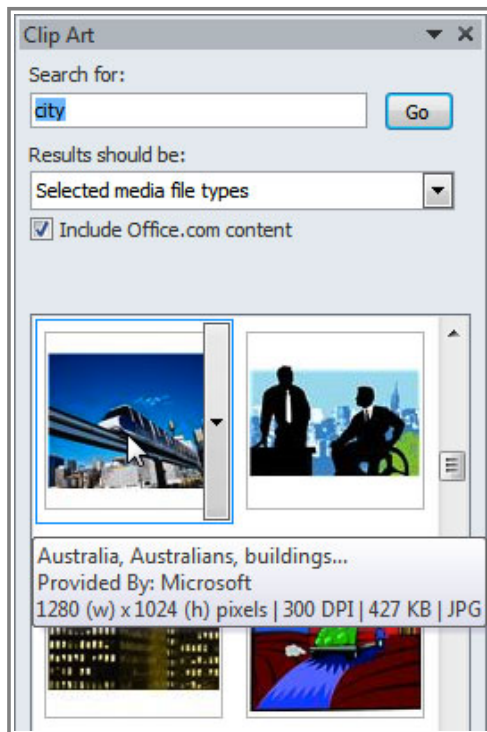 Clip Art
Search for:
city
Go
Results should be:
Selected media file types
Include Office.com content
Australia, Australians, buildings...
Provided By: Microsoft
1280 (w) x 1024 (h) pixels | 300 DPI | 427 KB | JPG